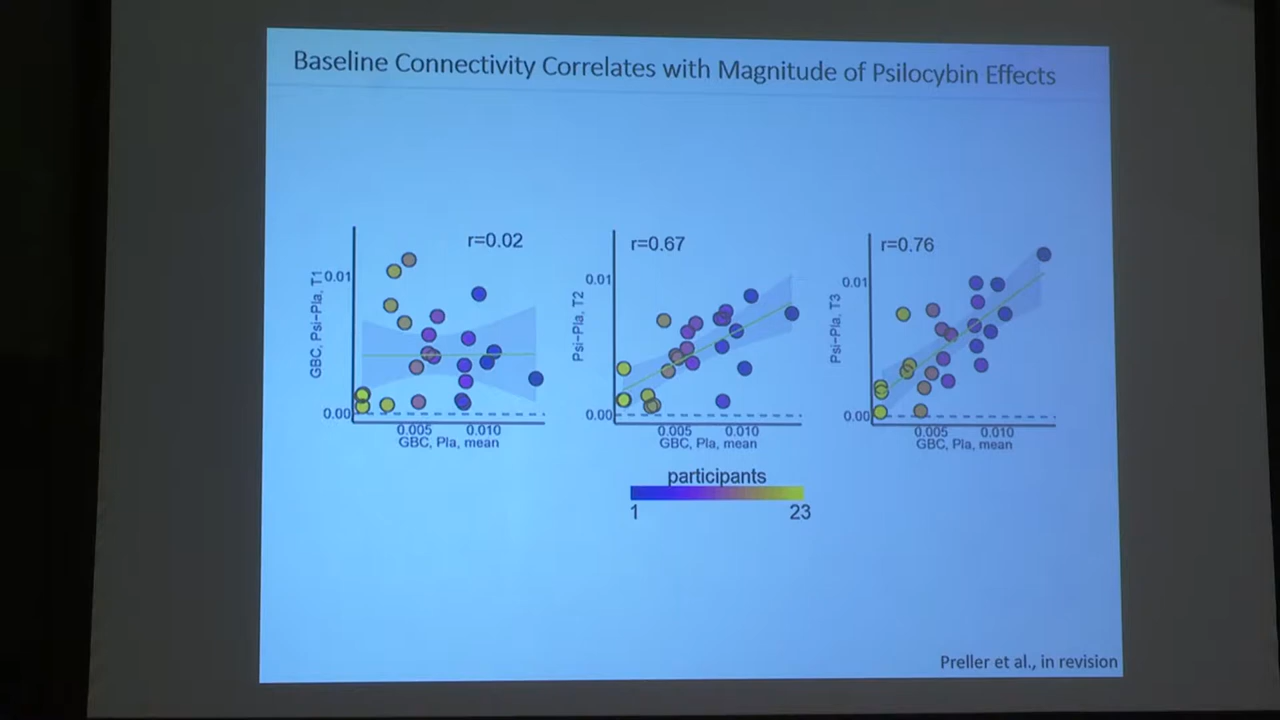 Baseline Connectivity Correlates with Magnitude of Psilocybin Effects
r=0.02
GBC, Psi−Pla, T1
0.01
0.00
0.005 0.010
GBC, Pla, mean
r=0.67
Psi−Pla, T2
0.01
0.00
0.005 0.010
GBC, Pla, mean
r=0.76
Psi−Pla, T3
0.01
0.00
0.005 0.010
GBC, Pla, mean
participants
1 23
Preller et al., in revision